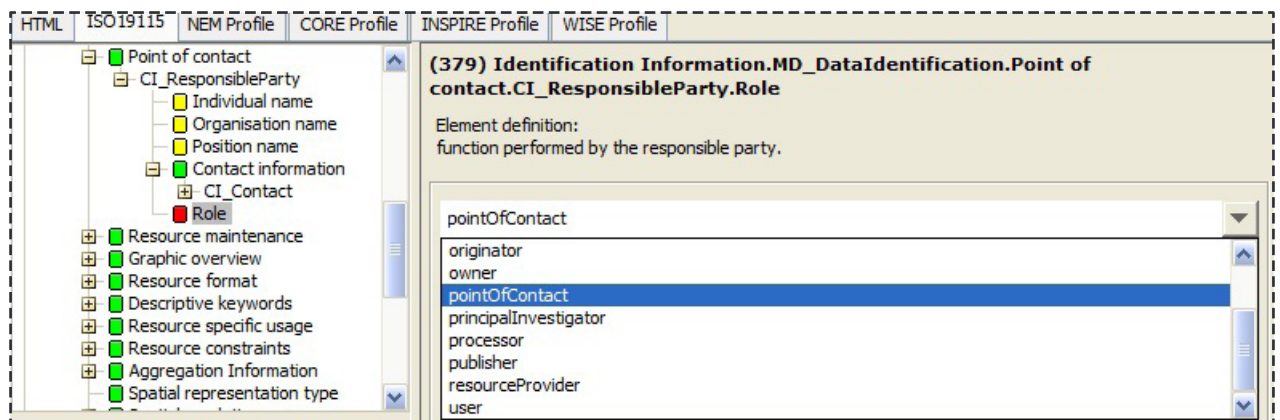 HTML ISO19115 NEM Profile CORE Profile INSPIRE Profile WISE Profile
Point of contact
CI_ResponsibleParty
Individual name
Organisation name
Position name
Contact information
CI_Contact
Role
Resource maintenance
Graphic overview
Resource format
Descriptive keywords
Resource specific usage
Resource constraints
Aggregation Information
Spatial representation type
(379) Identification Information.MD_DataIdentification.Point of
contact.CI_ResponsibleParty.Role
Element definition:
function performed by the responsible party.
pointOfContact
originator
owner
pointOfContact
principalInvestigator
processor
publisher
resourceProvider
user